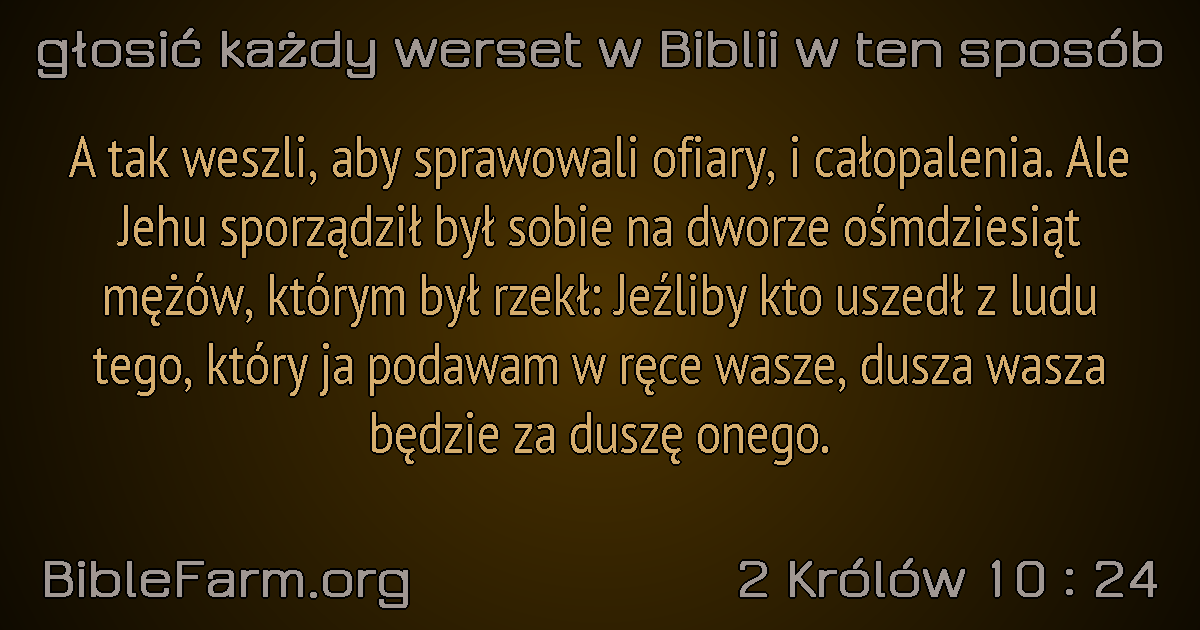 głosić każdy werset w Biblii w ten sposób
A tak weszli, aby sprawowali ofiary, i całopalenia. Ale
Jehu sporządził był sobie na dworze ośmdziesiąt
mężów, którym był rzekł: Jeźliby kto uszedł z ludu
tego, który ja podawam w ręce wasze, dusza wasza
będzie za duszę onego.
BibleFarm.org
2 Królów 10 : 24